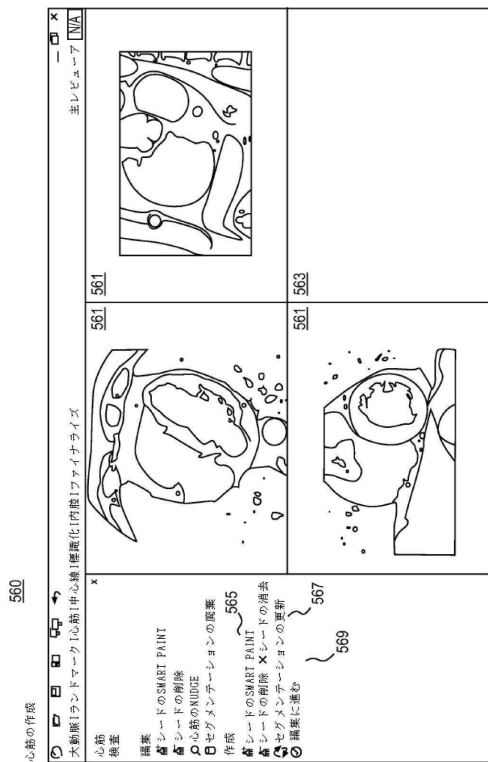 560
心筋の作成
大動脈|ランドマーク|心筋|中心線|標識化|内腔|ファイナライズ
主レビューア N/A
心筋
検査
x
編集
シードのSMART PAINT
シードの削除
心筋のNUDGE
セグメンテーションの廃棄
作成
565
シードのSMART PAINT
シードの削除 ×シードの消去
セグメンテーションの更新
567
編集に進む
569
561
561
561
563